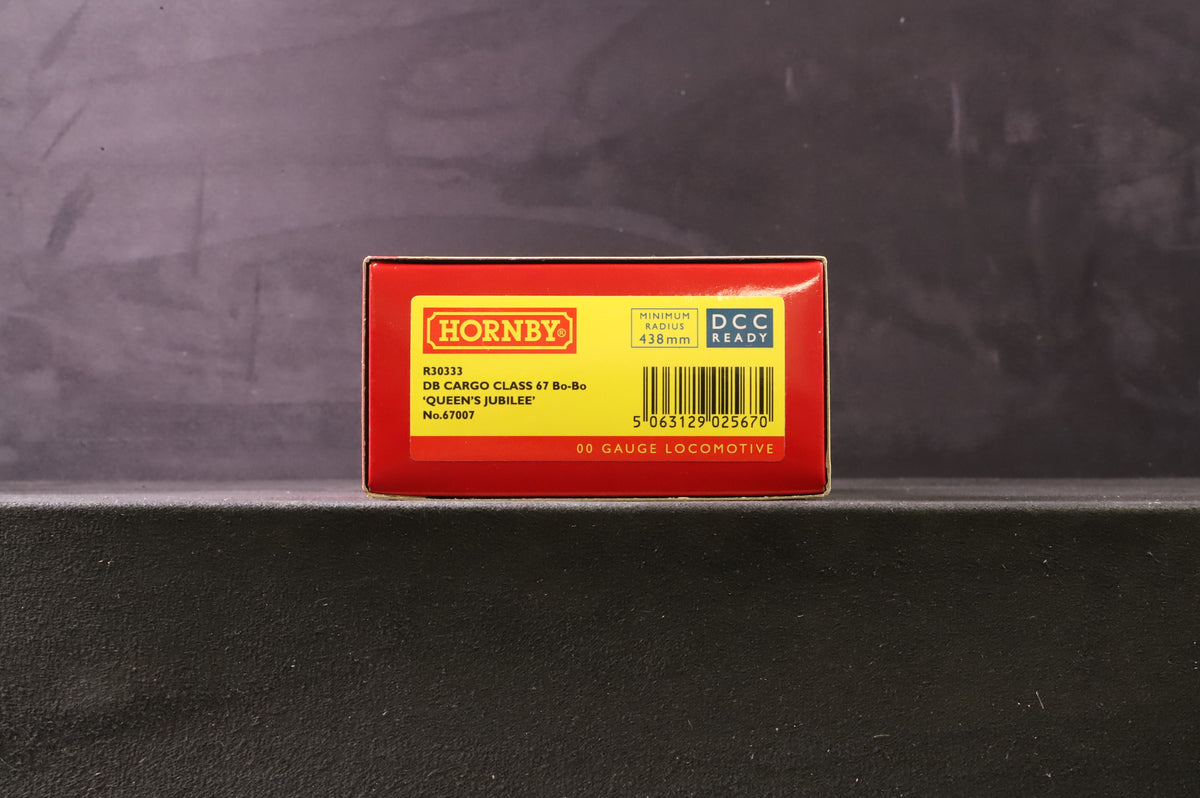 HORNBY®
MINIMUM
RADIUS
438mm
DCC
READY
R30333
DB CARGO CLASS 67 Bo-Bo
‘QUEEN’S JUBILEE’
No.67007
5 063129 025670
00 GAUGE LOCOMOTIVE